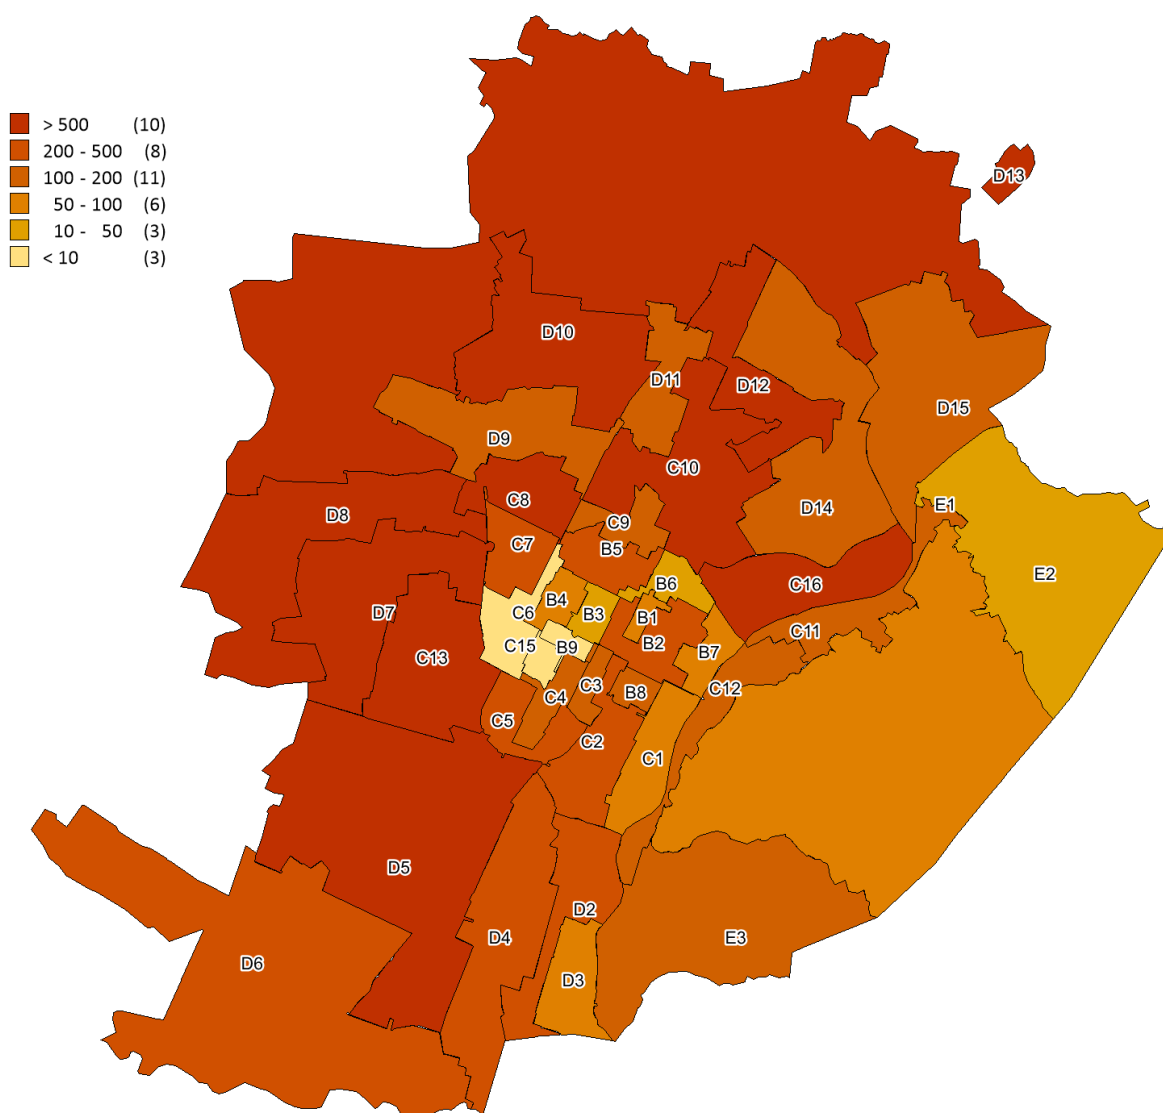 > 500 (10)
200 - 500 (8)
100 - 200 (11)
50 - 100 (6)
10 - 50 (3)
< 10 (3)
D13
D10
D11
D12
D15
D9
C10
C8
D8
D14
E1
C9
C7
B5
E2
C16
B6
D7
B4
C6
B3
B1
C11
C15
B9
B2
B7
C13
C3
C12
C4
B8
C5
C2
C1
D5
D2
D4
E3
D6
D3